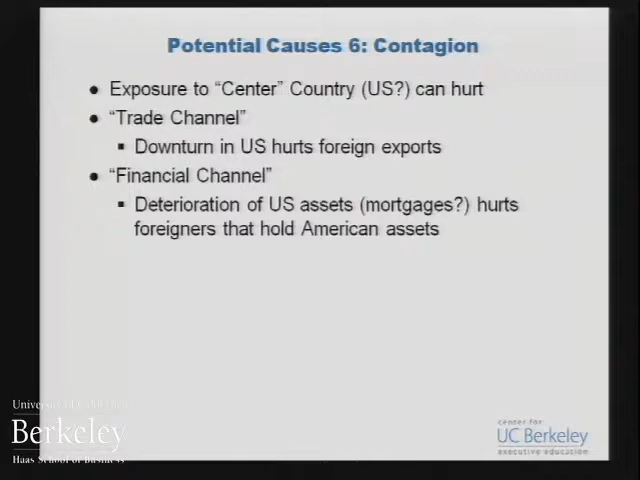 Potential Causes 6: Contagion
● Exposure to “Center” Country (US?) can hurt
● “Trade Channel”
▪ Downturn in US hurts foreign exports
● “Financial Channel”
▪ Deterioration of US assets (mortgages?) hurts
foreigners that hold American assets
University of California
Berkeley
Haas School of Business
center for
UC Berkeley
executive education